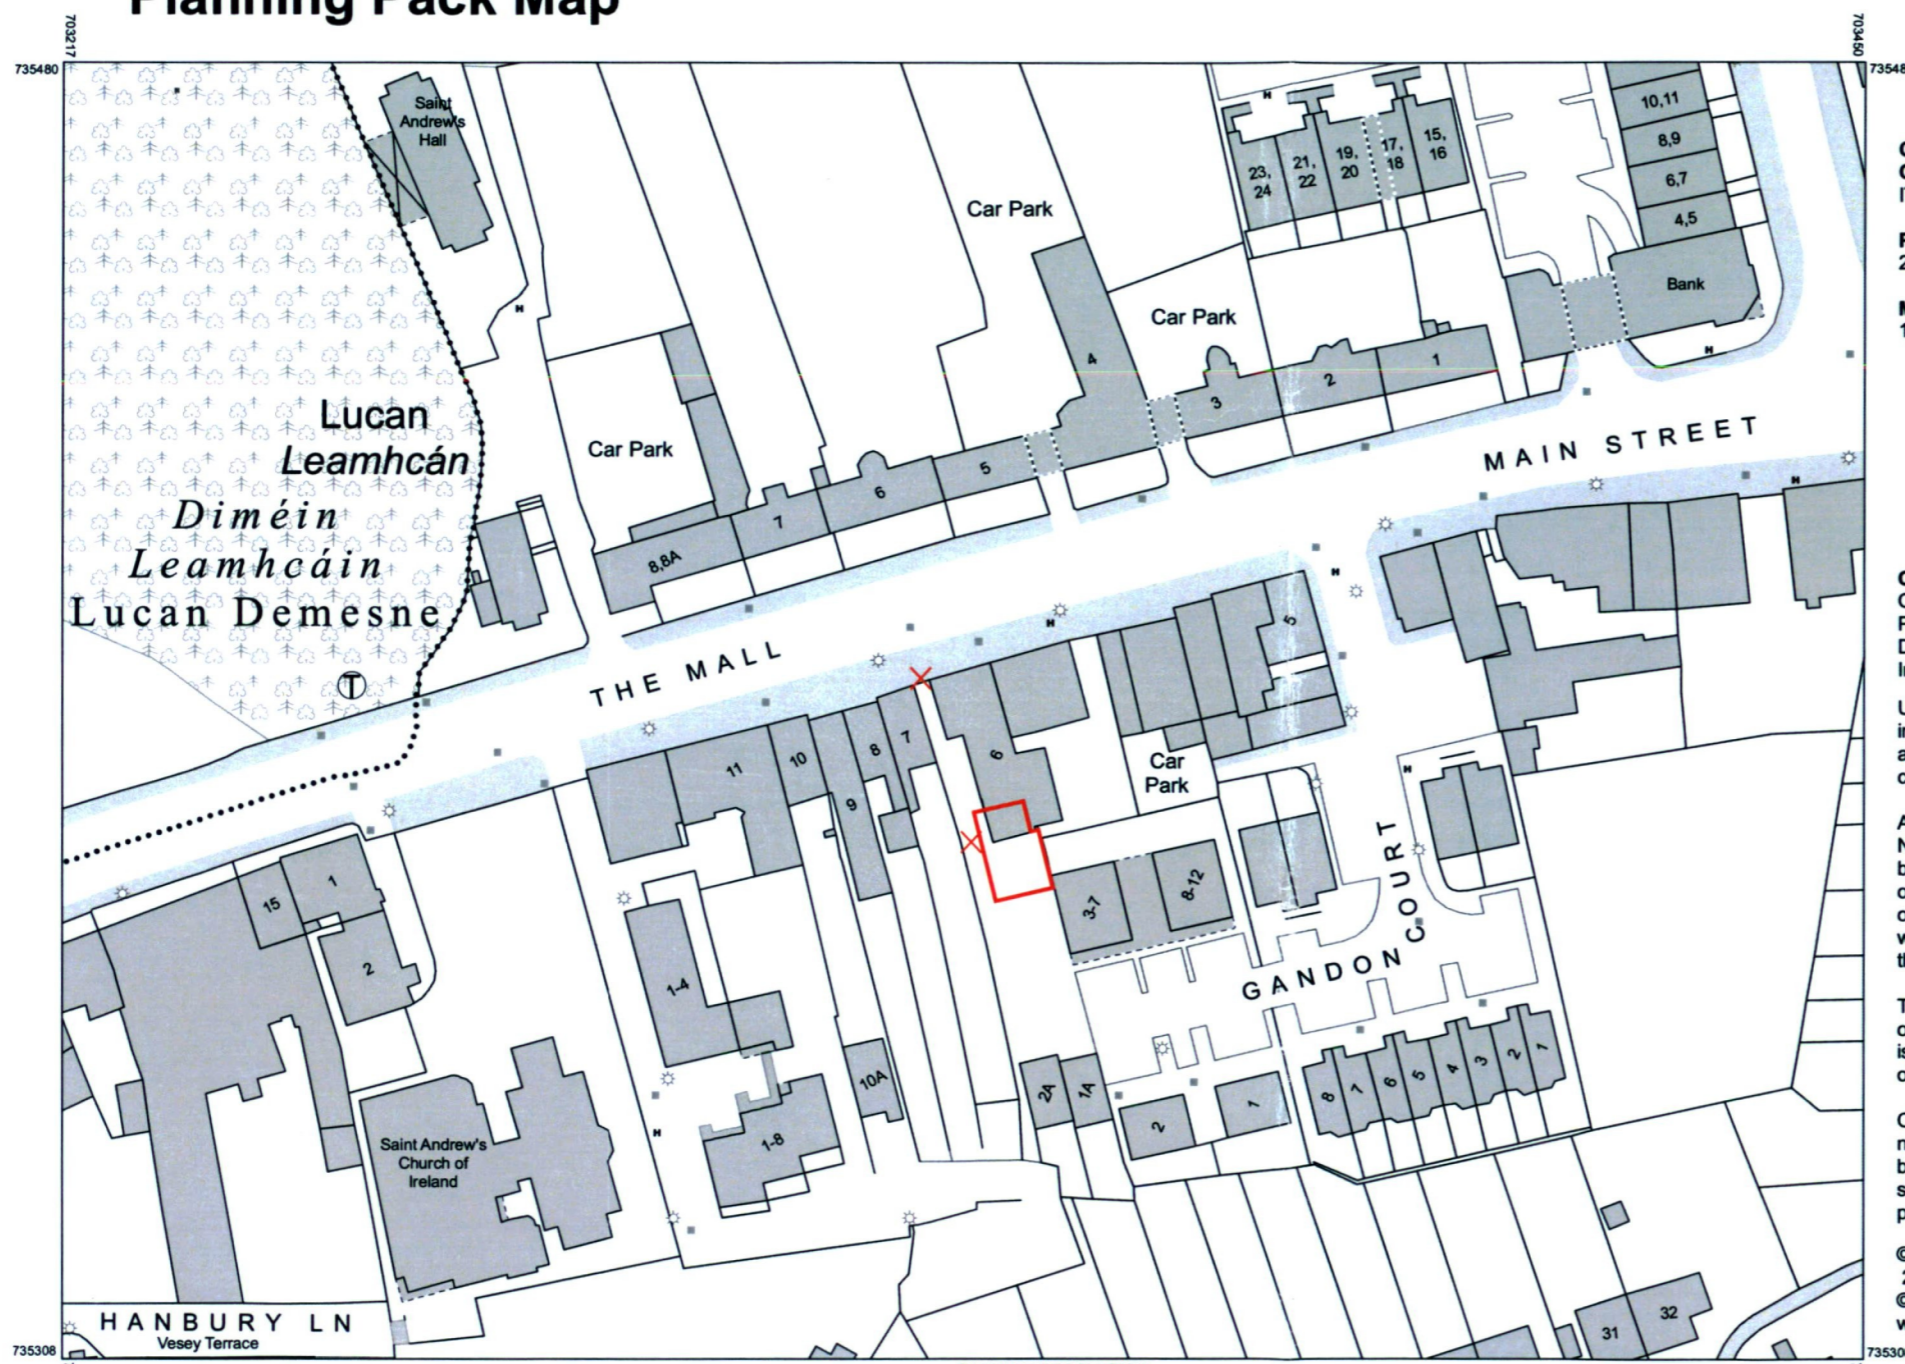 Planning Pack Map
703217
703450
735480
Saint
Andrew's
Hall
Car Park
23,
24
21,
22
19,
20
17,
18
15,
16
10,11
8,9
6,7
4,5
Bank
Car Park
4
3
2
1
Lucan
Leamhcán
Diméin
Leamhcáin
Lucan Demesne
T
Car Park
8,8A
7
6
5
MAIN STREET
THE MALL
H
5
11
10
9
8
7
6
Car
Park
15
1
2
3-7
8-12
GANDON COURT
1-4
10A
1-8
2A
1A
2
1
8
7
6
5
4
3
2
1
Saint Andrew's
Church of
Ireland
HANBURY LN
Vesey Terrace
31
32
735308